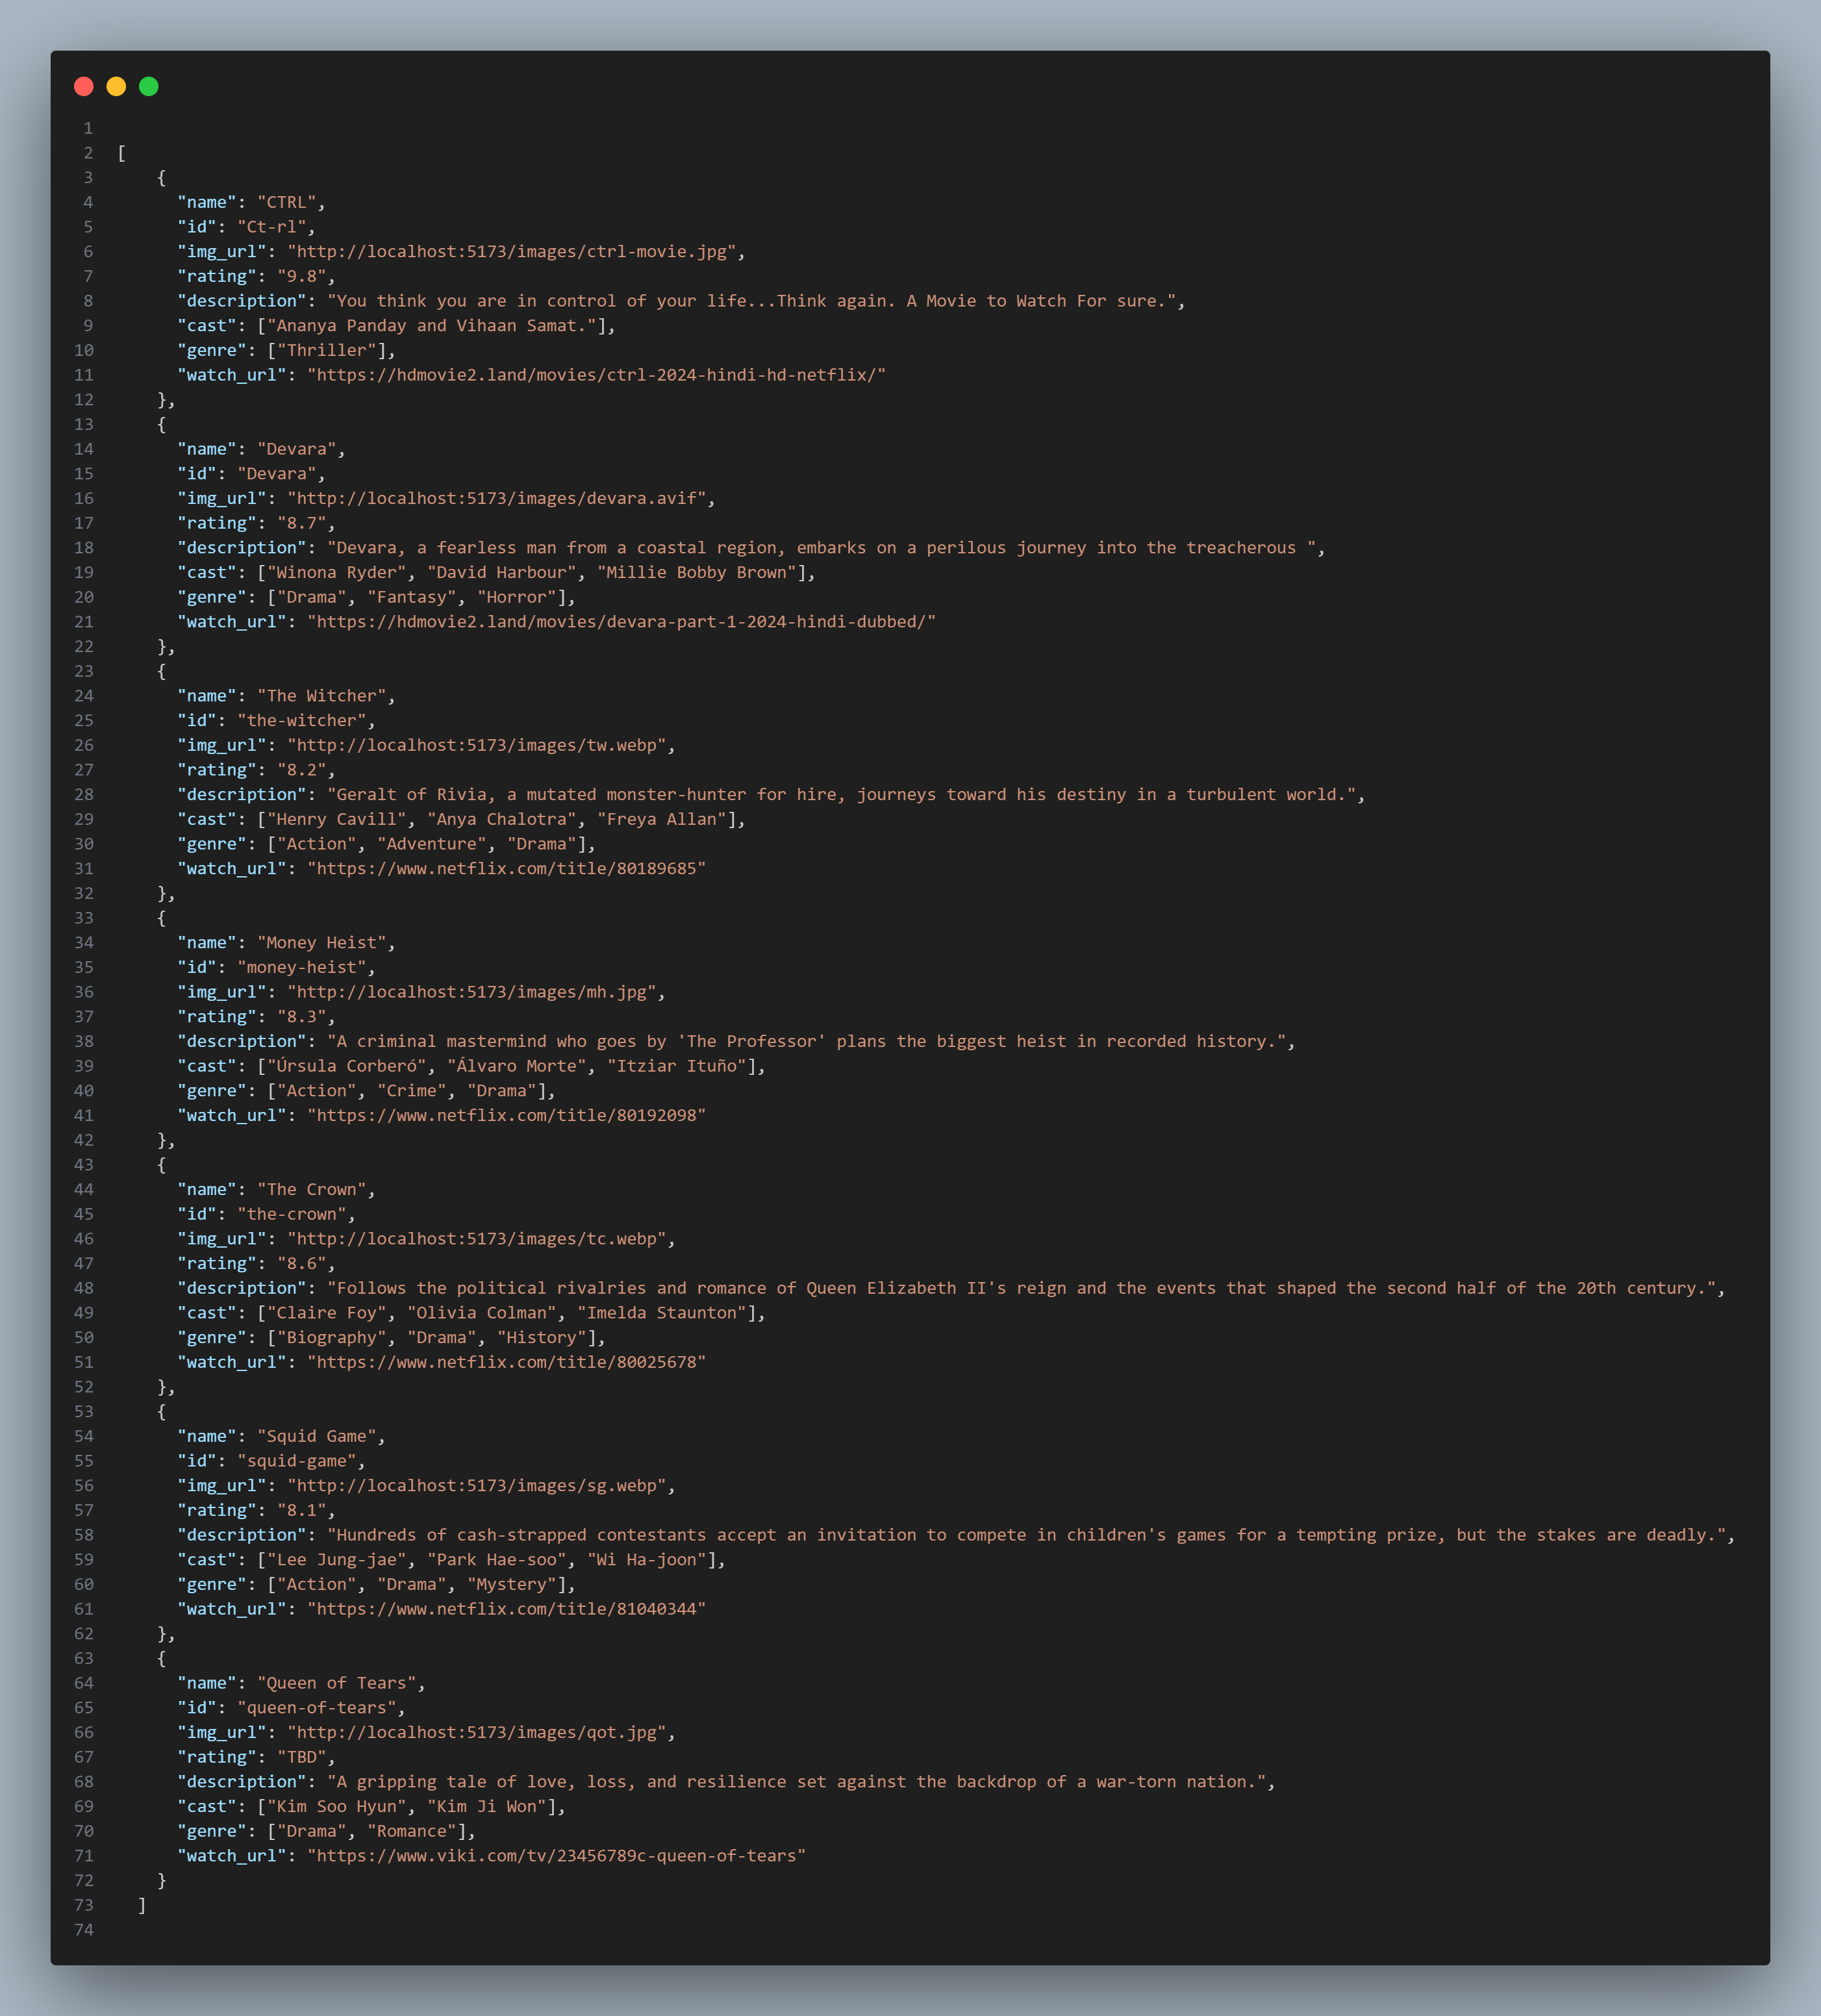 1
2 [
3 {
4 "name": "CTRL",
5 "id": "Ct-rl",
6 "img_url": "http://localhost:5173/images/ctrl-movie.jpg",
7 "rating": "9.8",
8 "description": "You think you are in control of your life...Think again. A Movie to Watch For sure.",
9 "cast": ["Ananya Panday and Vihaan Samat."],
10 "genre": ["Thriller"],
11 "watch_url": "https://hdmovie2.land/movies/ctrl-2024-hindi-hd-netflix/"
12 },
13 {
14 "name": "Devara",
15 "id": "Devara",
16 "img_url": "http://localhost:5173/images/devara.avif",
17 "rating": "8.7",
18 "description": "Devara, a fearless man from a coastal region, embarks on a perilous journey into the treacherous ",
19 "cast": ["Winona Ryder", "David Harbour", "Millie Bobby Brown"],
20 "genre": ["Drama", "Fantasy", "Horror"],
21 "watch_url": "https://hdmovie2.land/movies/devara-part-1-2024-hindi-dubbed/"
22 },
23 {
24 "name": "The Witcher",
25 "id": "the-witcher",
26 "img_url": "http://localhost:5173/images/tw.webp",
27 "rating": "8.2",
28 "description": "Geralt of Rivia, a mutated monster-hunter for hire, journeys toward his destiny in a turbulent world.",
29 "cast": ["Henry Cavill", "Anya Chalotra", "Freya Allan"],
30 "genre": ["Action", "Adventure", "Drama"],
31 "watch_url": "https://www.netflix.com/title/80189685"
32 },
33 {
34 "name": "Money Heist",
35 "id": "money-heist",
36 "img_url": "http://localhost:5173/images/mh.jpg",
37 "rating": "8.3",
38 "description": "A criminal mastermind who goes by 'The Professor' plans the biggest heist in recorded history.",
39 "cast": ["Úrsula Corberó", "Álvaro Morte", "Itziar Ituño"],
40 "genre": ["Action", "Crime", "Drama"],
41 "watch_url": "https://www.netflix.com/title/80192098"
42 },
43 {
44 "name": "The Crown",
45 "id": "the-crown",
46 "img_url": "http://localhost:5173/images/tc.webp",
47 "rating": "8.6",
48 "description": "Follows the political rivalries and romance of Queen Elizabeth II's reign and the events that shaped the second half of the 20th century.",
49 "cast": ["Claire Foy", "Olivia Colman", "Imelda Staunton"],
50 "genre": ["Biography", "Drama", "History"],
51 "watch_url": "https://www.netflix.com/title/80025678"
52 },
53 {
54 "name": "Squid Game",
55 "id": "squid-game",
56 "img_url": "http://localhost:5173/images/sg.webp",
57 "rating": "8.1",
58 "description": "Hundreds of cash-strapped contestants accept an invitation to compete in children's games for a tempting prize, but the stakes are deadly.",
59 "cast": ["Lee Jung-jae", "Park Hae-soo", "Wi Ha-joon"],
60 "genre": ["Action", "Drama", "Mystery"],
61 "watch_url": "https://www.netflix.com/title/81040344"
62 },
63 {
64 "name": "Queen of Tears",
65 "id": "queen-of-tears",
66 "img_url": "http://localhost:5173/images/qot.jpg",
67 "rating": "TBD",
68 "description": "A gripping tale of love, loss, and resilience set against the backdrop of a war-torn nation.",
69 "cast": ["Kim Soo Hyun", "Kim Ji Won"],
70 "genre": ["Drama", "Romance"],
71 "watch_url": "https://www.viki.com/tv/23456789c-queen-of-tears"
72 }
73 ]
74